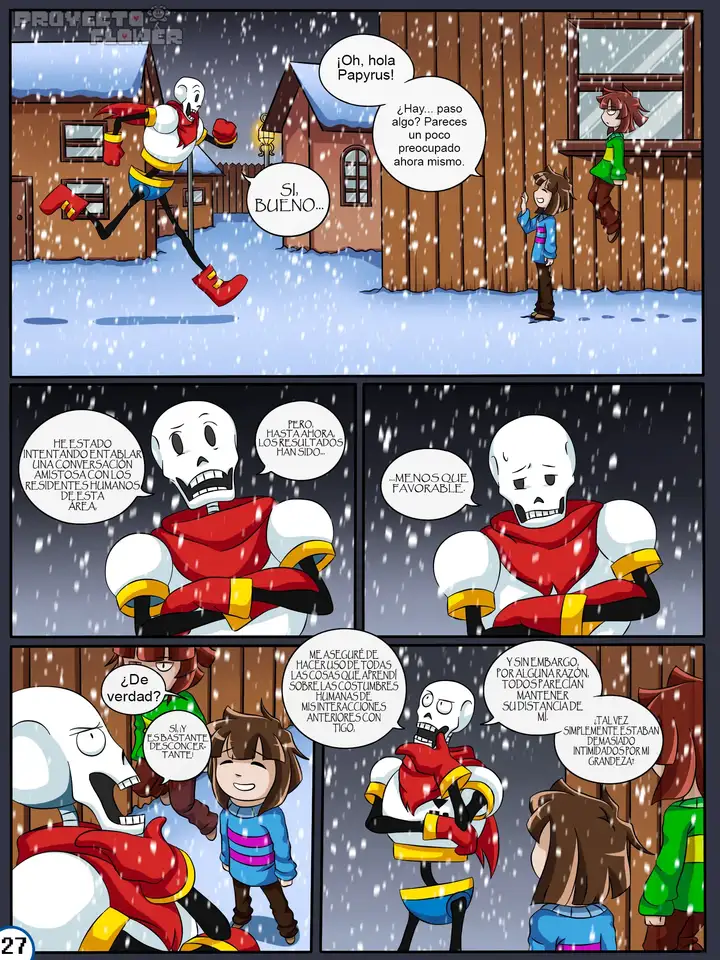 PROYECTO
FLOWER
¡Oh, hola
Papyrus!
¿Hay... paso
algo? Pareces
un poco
preocupado
ahora mismo.
SI,
BUENO...
HE ESTADO
INTENTANDO ENTABLAR
UNA CONVERSACIÓN
AMISTOSA CON LOS
RESIDENTES HUMANOS
DE ESTA
ÁREA,
PERO,
HASTA AHORA,
LOS RESULTADOS
HAN SIDO...
...MENOS QUE
FAVORABLE.
¿De
verdad?
SÍ, ¡Y
ES BASTANTE
DESCONCER-
TANTE!
ME ASEGURÉ DE
HACER USO DE TODAS
LAS COSAS QUE APRENDÍ
SOBRE LAS COSTUMBRES
HUMANAS DE
MIS INTERACCIONES
ANTERIORES CON
TIGO,
Y SIN EMBARGO,
POR ALGUNA RAZÓN,
TODOS PARECÍAN
MANTENER
SU DISTANCIA DE
MÍ.
¡TAL VEZ
SIMPLEMENTE ESTABAN
DEMASIADO
INTIMIDADOS POR MI
GRANDEZA!
27